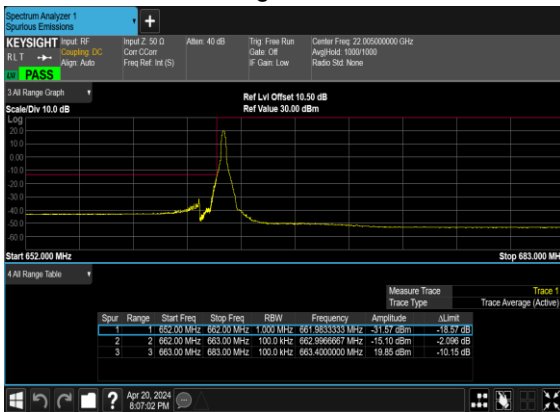 Spectrum Analyzer 1
Spurious Emissions
KEYSIGHT Input: RF Input Z: 50 Ω Atten: 40 dB Trig: Free Run Center Freq: 22.005000000 GHz
RLT Coupling: DC Corr CCorr Gate: Off Avg|Hold: 1000/1000
Align: Auto Freq Ref: Int (S) IF Gain: Low Radio Std: None
PASS
3 All Range Graph
Ref Lvl Offset 10.50 dB
Scale/Div 10.0 dB Ref Value 30.00 dBm
Log
20.0
10.0
0.00
-10.0
-20.0
-30.0
-40.0
-50.0
-60.0
Start 652.000 MHz Stop 683.000 MH
4 All Range Table
Measure Trace Trace 1
Trace Type Trace Average (Active)
Spur Range Start Freq Stop Freq RBW Frequency Amplitude ΔLimit
1 1 652.00 MHz 662.00 MHz 1.000 MHz 661.9833333 MHz -31.57 dBm -18.57 dB
2 2 662.00 MHz 663.00 MHz 100.0 kHz 662.9966667 MHz -15.10 dBm -2.096 dB
3 3 663.00 MHz 683.00 MHz 100.0 kHz 663.4000000 MHz 19.85 dBm -10.15 dB
Apr 20, 2024
8:07:02 PM